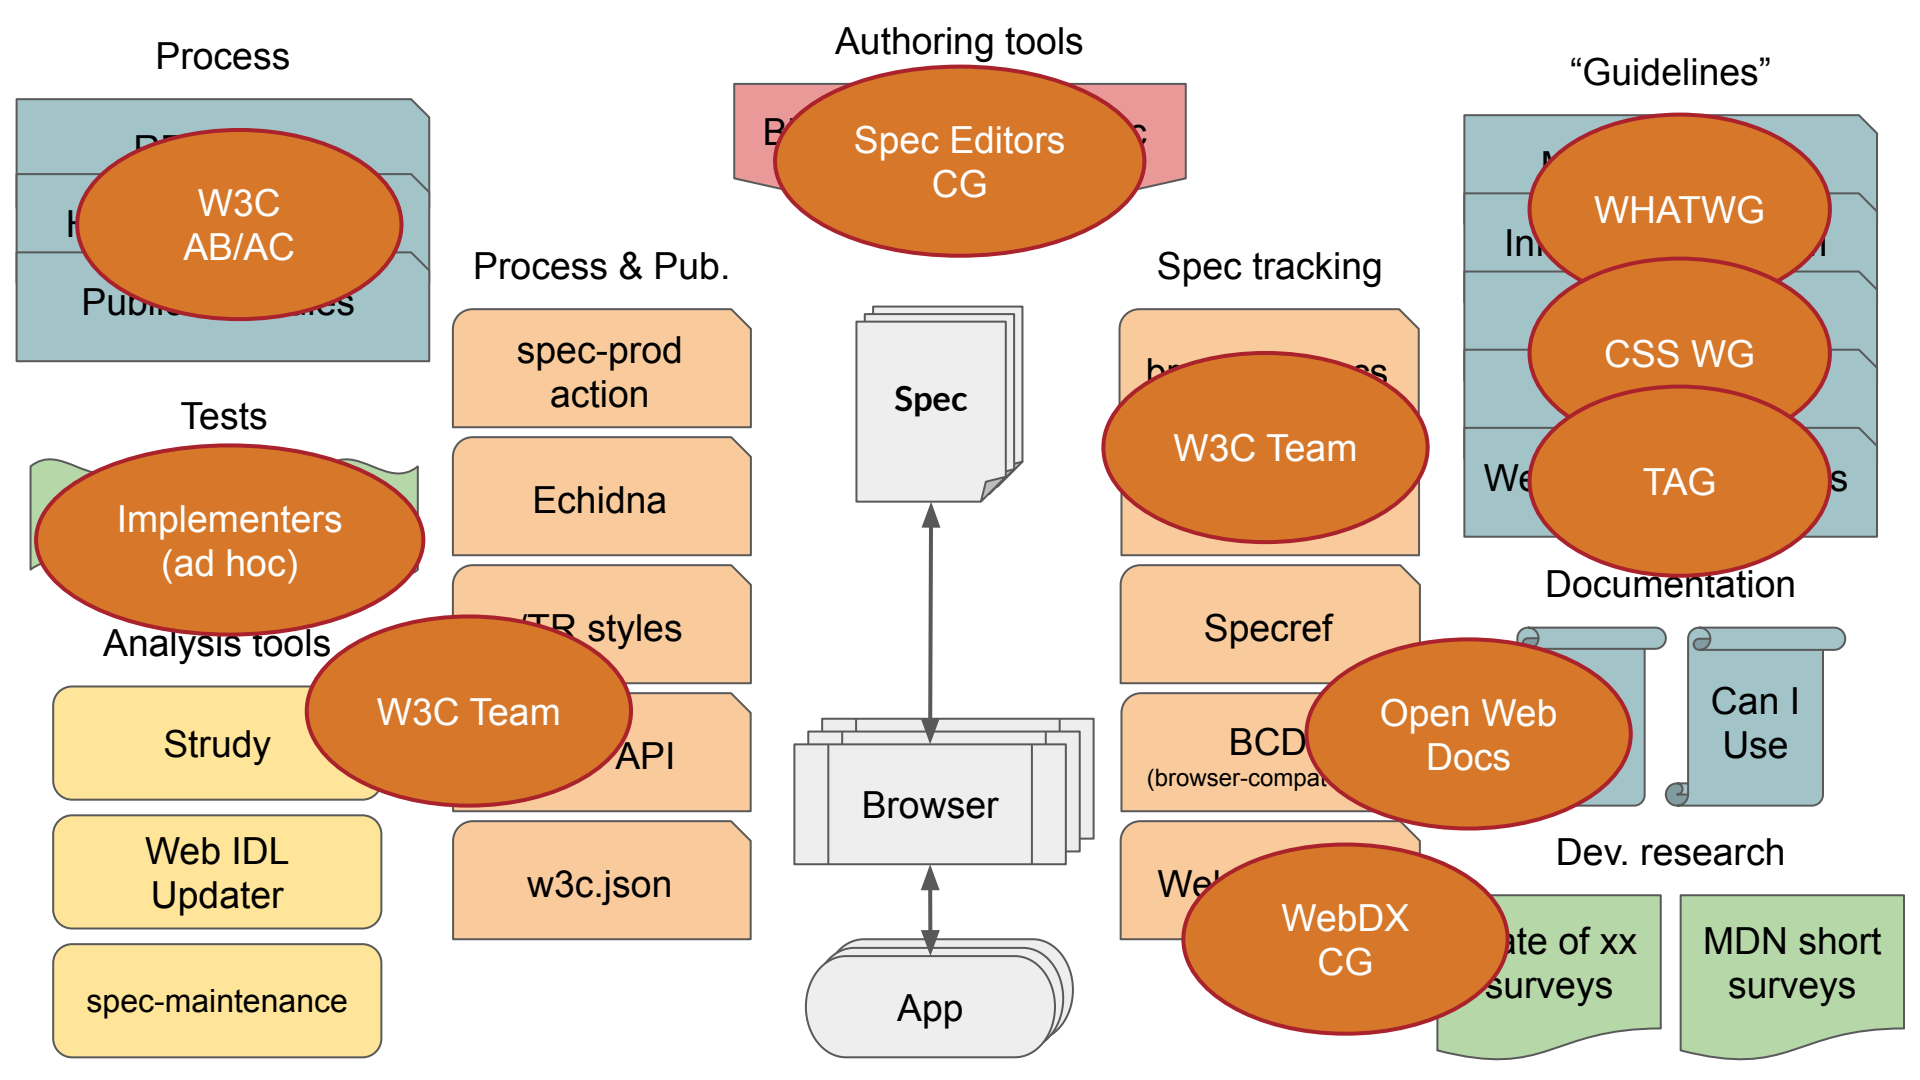 Process
W3C
AB/AC
Authoring tools
Spec Editors
CG
“Guidelines”
WHATWG
CSS WG
TAG
Process & Pub.
spec-prod
action
Echidna
/TR styles
API
w3c.json
Spec
Browser
App
Spec tracking
W3C Team
Specref
BCD
Tests
Implementers
(ad hoc)
Analysis tools
W3C Team
Strudy
Web IDL
Updater
spec-maintenance
Documentation
Open Web
Docs
Can I
Use
Dev. research
WebDX
CG
of xx
surveys
MDN short
surveys